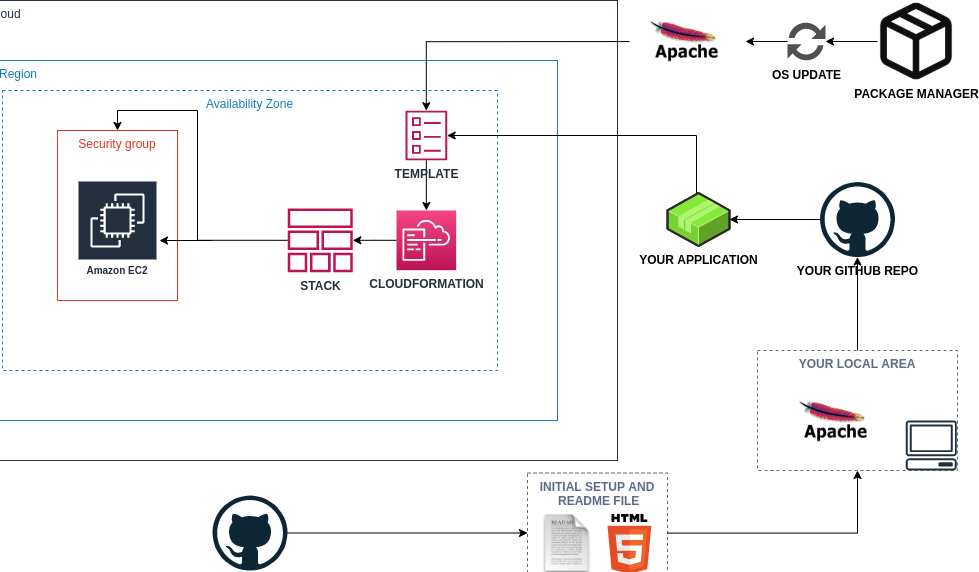 oud
Apache
OS UPDATE
PACKAGE MANAGER
Region
Availability Zone
Security group
TEMPLATE
Amazon EC2
STACK
CLOUDFORMATION
YOUR APPLICATION
YOUR GITHUB REPO
YOUR LOCAL AREA
Apache
INITIAL SETUP AND
README FILE
README
HTML
5